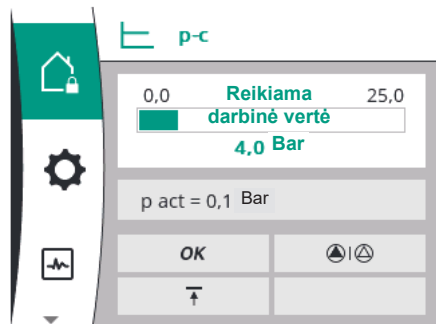 p-c
0,0 Reikiama 25,0
darbinė vertė
4,0 Bar
p act = 0,1 Bar
OK